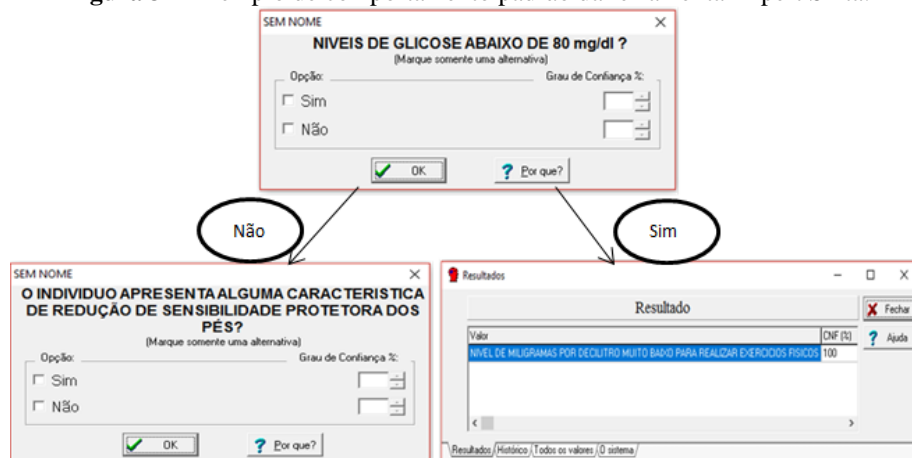 SEM NOME
NIVEIS DE GLICOSE ABAIXO DE 80 mg/dl ?
(Marque somente uma alternativa)
Opção: Grau de Confiança %:
Sim
Não
OK ? Por que?
Não
Sim
SEM NOME
O INDIVIDUO APRESENTA ALGUMA CARACTERISTICA
DE REDUÇÃO DE SENSIBILIDADE PROTETORA DOS
PÉS?
(Marque somente uma alternativa)
Opção: Grau de Confiança %:
Sim
Não
OK ? Por que?
Resultados
Resultado
Fechar
Valor CNF (%)
? Ajuda
NIVEL DE MILIGRAMAS POR DECILITRO MUITO BAIXO PARA REALIZAR EXERCICIOS FISICOS 100
Resultados Histórico Todos os valores O sistema